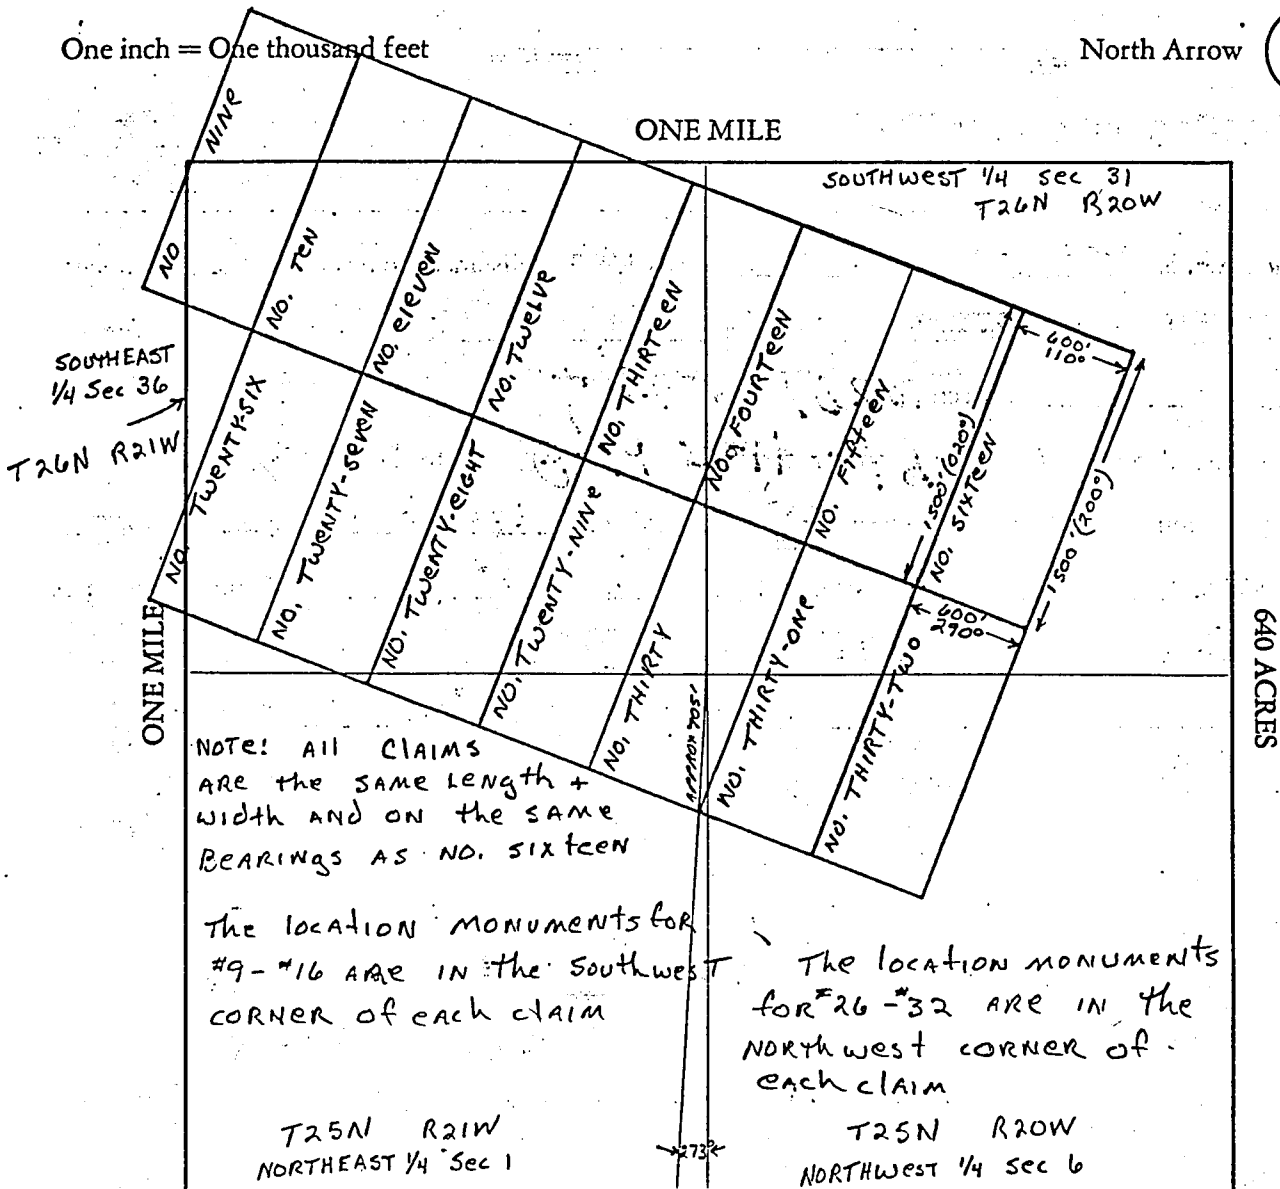 One inch = One thousand feet
North Arrow
ONE MILE
SOUTHWEST 1/4 Sec 31
T26N R20W
NO NINE
NO. TEN
NO. ELEVEN
NO. TWELVE
NO. THIRTEEN
NO. FOURTEEN
NO. FIFTEEN
NO. SIXTEEN
600'
110°
1500' (020°)
1500' (200°)
600'
290°
SOUTHEAST
1/4 Sec 36
T26N R21W
NO. TWENTY-SIX
NO. TWENTY-SEVEN
NO. TWENTY-EIGHT
NO. TWENTY-NINE
NO. THIRTY
NO. THIRTY-ONE
NO. THIRTY-TWO
ONE MILE
640 ACRES
APPROX 705'
NOTE: All CLAIMS
ARE the SAME LENGTH +
WIDTH AND ON the SAME
BEARINGS AS NO. SIXTEEN
The LOCATION MONUMENTS for
#9 - #16 ARE IN the SOUTHWEST
CORNER of each CLAIM
The LOCATION MONUMENTS
for #26 - #32 ARE IN the
NORTHWEST CORNER of
each CLAIM
T25N R21W
NORTHEAST 1/4 Sec 1
273'
T25N R20W
NORTHWEST 1/4 Sec 6